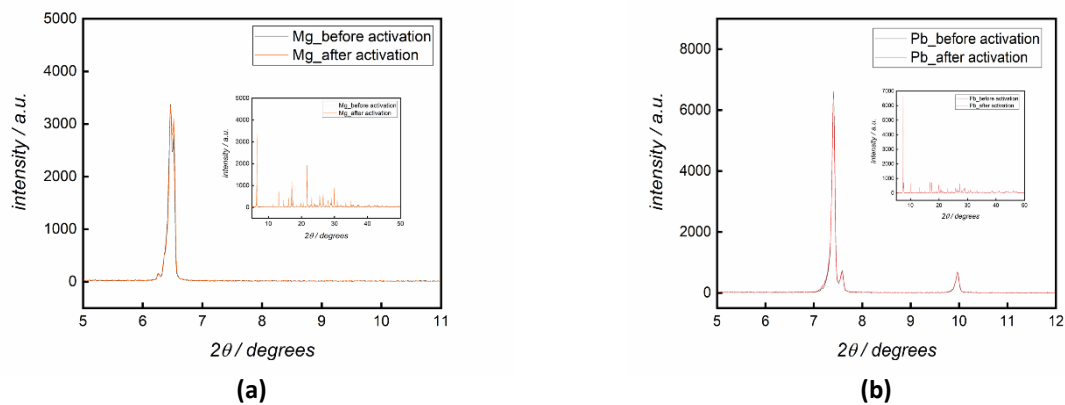 5000
4000
3000
2000
1000
0
intensity / a.u.
Mg_before activation
Mg_after activation
5000
4000
3000
2000
1000
0
intensity / a.u.
Mg_before activation
Mg_after activation
10 20 30 40 50
2θ / degrees
5 6 7 8 9 10 11
2θ / degrees
(a)
8000
6000
4000
2000
0
intensity / a.u.
Pb_before activation
Pb_after activation
7000
6000
5000
4000
3000
2000
1000
0
intensity / a.u.
Pb_before activation
Pb_after activation
10 20 30 40 50 60
2θ / degrees
5 6 7 8 9 10 11 12
2θ / degrees
(b)